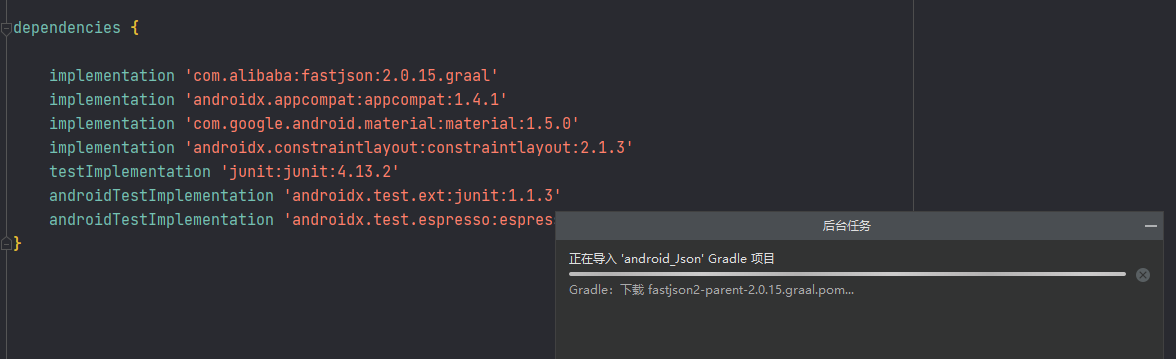 dependencies {
implementation 'com.alibaba:fastjson:2.0.15.graal'
implementation 'androidx.appcompat:appcompat:1.4.1'
implementation 'com.google.android.material:material:1.5.0'
implementation 'androidx.constraintlayout:constraintlayout:2.1.3'
testImplementation 'junit:junit:4.13.2'
androidTestImplementation 'androidx.test.ext:junit:1.1.3'
androidTestImplementation 'androidx.test.espresso:espres
}
后台任务
正在导入 'android_Json' Gradle 项目
Gradle：下载 fastjson2-parent-2.0.15.graal.pom...